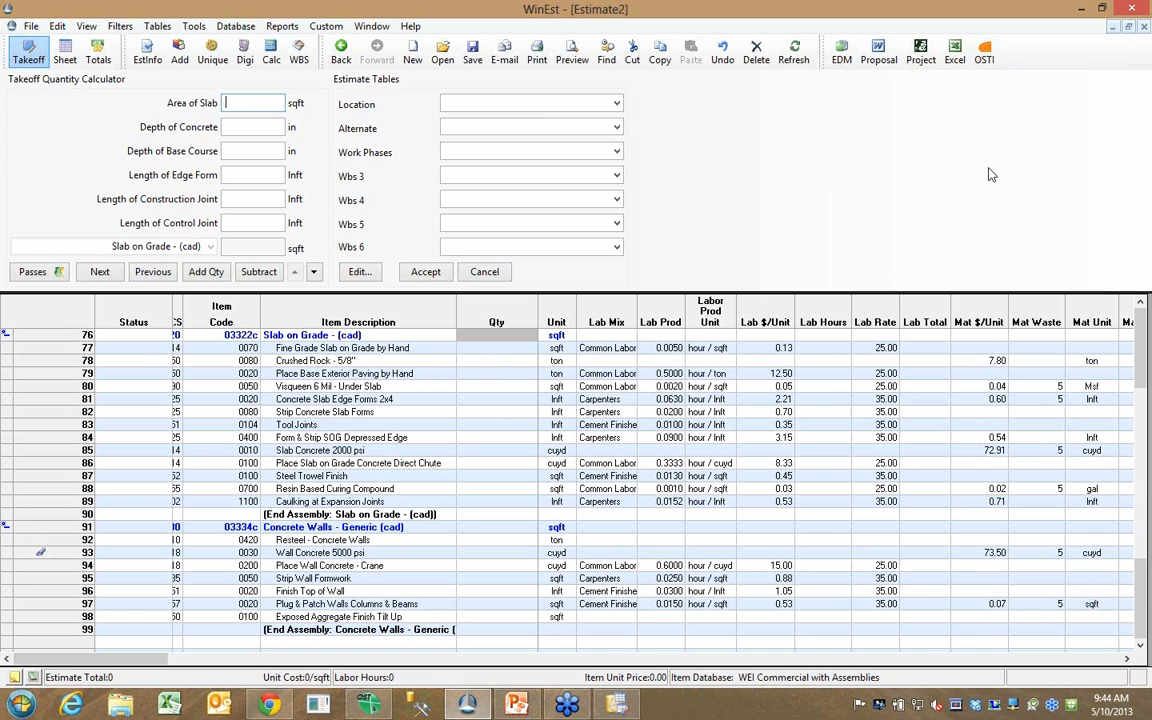 WinEst - [Estimate2]
File Edit View Filters Tables Tools Database Reports Custom Window Help
Takeoff Sheet Totals EstInfo Add Unique Digi Calc WBS Back Forward New Open Save E-mail Print Preview Find Cut Copy Paste Undo Delete Refresh EDM Proposal Project Excel OSTI
Takeoff Quantity Calculator Estimate Tables
Area of Slab sqft Location
Depth of Concrete in Alternate
Depth of Base Course in Work Phases
Length of Edge Form lnft Wbs 3
Length of Construction Joint lnft Wbs 4
Length of Control Joint lnft Wbs 5
Slab on Grade - (cad) sqft Wbs 6
Passes Next Previous Add Qty Subtract Edit... Accept Cancel
Status CS Item Code Item Description Qty Unit Lab Mix Lab Prod Labor Prod Unit Lab $/Unit Lab Hours Lab Rate Lab Total Mat $/Unit Mat Waste Mat Unit
76 20 03322c Slab on Grade - (cad) sqft
77 14 0070 Fine Grade Slab on Grade by Hand sqft Common Labor 0.0050 hour / sqft 0.13 25.00
78 60 0080 Crushed Rock - 5/8" ton 7.80 ton
79 60 0020 Place Base Exterior Paving by Hand ton Common Labor 0.5000 hour / ton 12.50 25.00
80 90 0050 Visqueen 6 Mil - Under Slab sqft Common Labor 0.0020 hour / sqft 0.05 25.00 0.04 5 Msf
81 25 0020 Concrete Slab Edge Forms 2x4 lnft Carpenters 0.0630 hour / lnft 2.21 35.00 0.60 5 lnft
82 25 0080 Strip Concrete Slab Forms lnft Carpenters 0.0200 hour / lnft 0.70 35.00
83 51 0104 Tool Joints lnft Cement Finishe 0.0100 hour / lnft 0.35 35.00
84 25 0400 Form & Strip SOG Depressed Edge lnft Carpenters 0.0900 hour / lnft 3.15 35.00 0.54 lnft
85 14 0010 Slab Concrete 2000 psi cuyd 72.91 5 cuyd
86 14 0100 Place Slab on Grade Concrete Direct Chute cuyd Common Labor 0.3333 hour / cuyd 8.33 25.00
87 52 0100 Steel Trowel Finish sqft Cement Finishe 0.0130 hour / sqft 0.45 35.00
88 55 0700 Resin Based Curing Compound sqft Common Labor 0.0010 hour / sqft 0.03 25.00 0.02 5 gal
89 62 1100 Caulking at Expansion Joints lnft Carpenters 0.0152 hour / lnft 0.53 35.00 0.71 5 lnft
90 (End Assembly: Slab on Grade - (cad))
91 30 03334c Concrete Walls - Generic (cad) sqft
92 10 0420 Resteel - Concrete Walls ton
93 18 0030 Wall Concrete 5000 psi cuyd 73.50 5 cuyd
94 18 0200 Place Wall Concrete - Crane cuyd Common Labor 0.6000 hour / cuyd 15.00 25.00
95 35 0050 Strip Wall Formwork sqft Carpenters 0.0250 hour / sqft 0.88 35.00
96 51 0020 Finish Top of Wall lnft Cement Finishe 0.0300 hour / lnft 1.05 35.00
97 57 0020 Plug & Patch Walls Columns & Beams sqft Cement Finishe 0.0150 hour / sqft 0.53 35.00 0.07 5 sqft
98 60 0100 Exposed Aggregate Finish Tilt Up sqft
99 (End Assembly: Concrete Walls - Generic (
Estimate Total:0 Unit Cost:0/sqft Labor Hours:0 Item Unit Price:0.00 Item Database: WEI Commercial with Assemblies
9:44 AM
5/10/2013